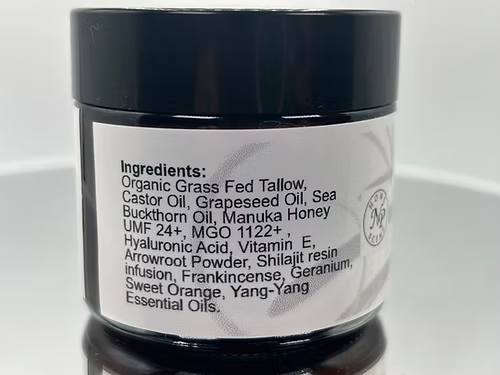 Ingredients:
Organic Grass Fed Tallow,
Castor Oil, Grapeseed Oil, Sea
Buckthorn Oil, Manuka Honey
UMF 24+, MGO 1122+ ,
Hyaluronic Acid, Vitamin E,
Arrowroot Powder, Shilajit resin
infusion, Frankincense, Geranium,
Sweet Orange, Yang-Yang
Essential Oils.
NP